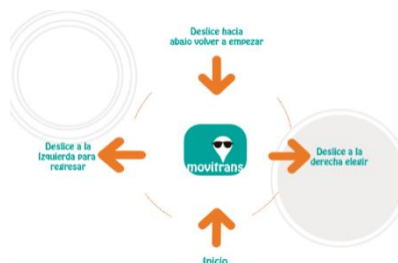 Deslice hacia
abajo volver a empezar
Deslice a la
Izquierda para
regresar
movitrans
Deslice a la
derecha elegir
Inicio